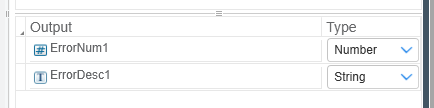 Output Type
# ErrorNum1 Number
T ErrorDesc1 String